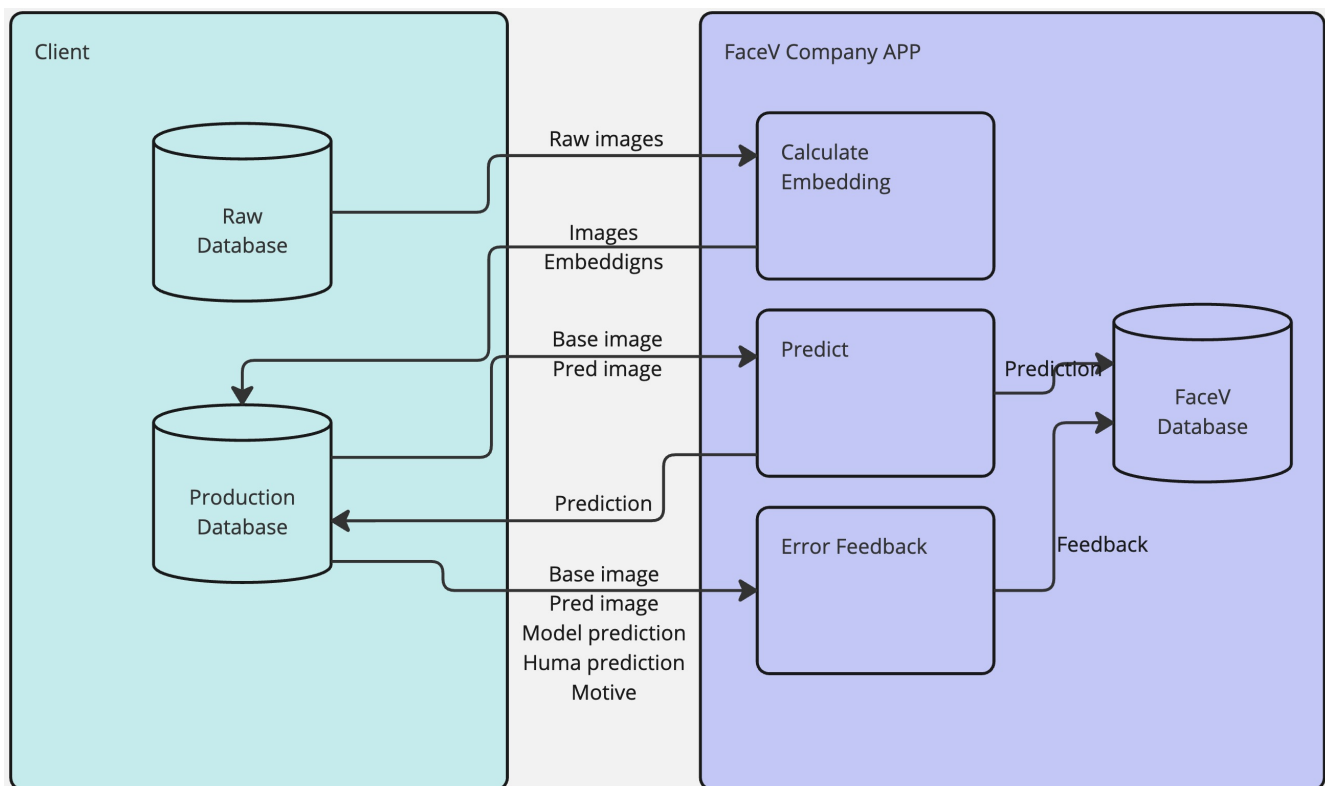 Client
FaceV Company APP
Raw images
Calculate
Embedding
Raw
Database
Images
Embeddigns
Base image
Pred image
Predict
Prediction
FaceV
Database
Production
Database
Prediction
Error Feedback
Feedback
Base image
Pred image
Model prediction
Huma prediction
Motive